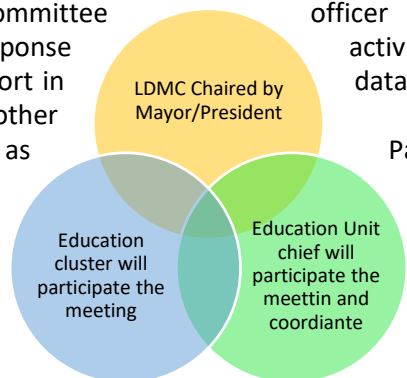 ommittee
officer
ponse
activ
ort in
data
other
as
Pa
LDMC Chaired by
Mayor/President
Education
cluster will
participate the
meeting
Education Unit
chief will
participate the
meettin and
coordiante